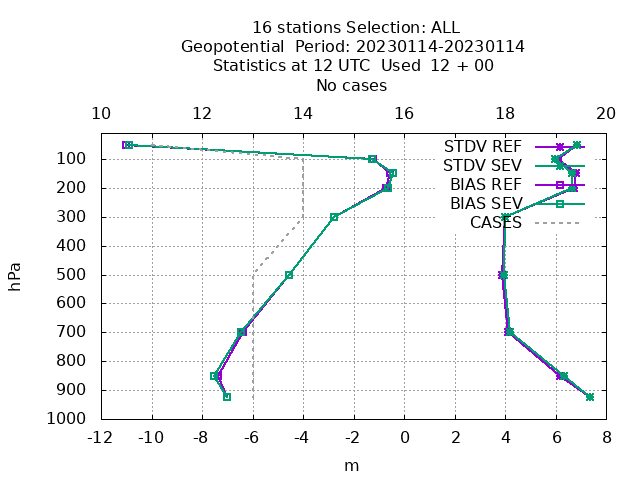 16 stations Selection: ALL
Geopotential  Period: 20230114-20230114
Statistics at 12 UTC  Used  12 + 00
No cases
10 12 14 16 18 20
STDV REF
STDV SEV
BIAS REF
BIAS SEV
CASES
100
200
300
400
500
600
700
800
900
1000
hPa
-12 -10 -8 -6 -4 -2 0 2 4 6 8
m